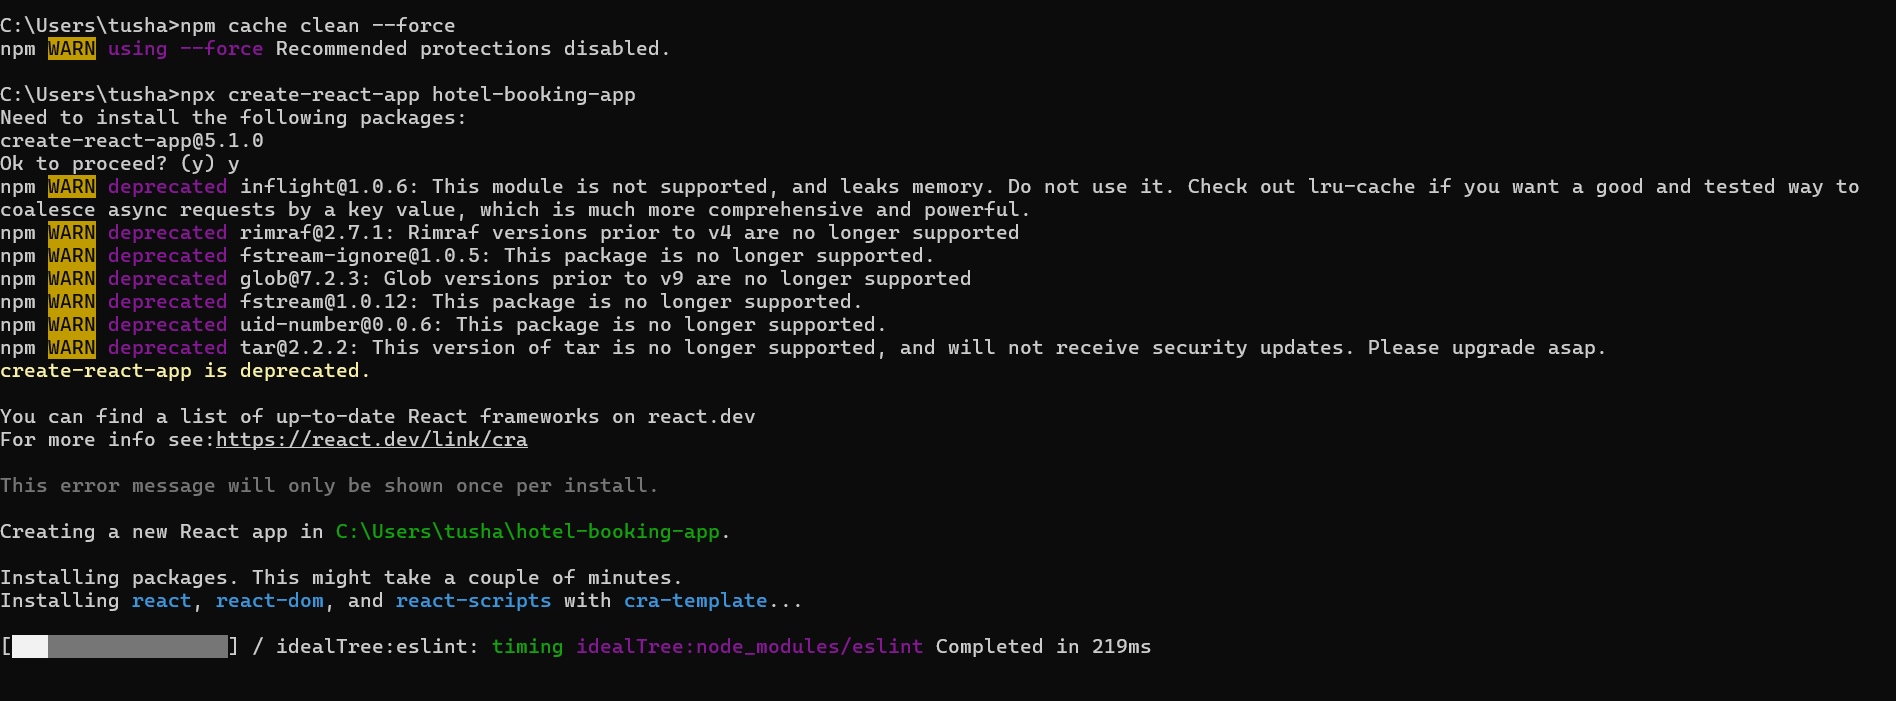 C:\Users\tusha>npm cache clean --force
npm WARN using --force Recommended protections disabled.
C:\Users\tusha>npx create-react-app hotel-booking-app
Need to install the following packages:
create-react-app@5.1.0
Ok to proceed? (y) y
npm WARN deprecated inflight@1.0.6: This module is not supported, and leaks memory. Do not use it. Check out lru-cache if you want a good and tested way to
coalesce async requests by a key value, which is much more comprehensive and powerful.
npm WARN deprecated rimraf@2.7.1: Rimraf versions prior to v4 are no longer supported
npm WARN deprecated fstream-ignore@1.0.5: This package is no longer supported.
npm WARN deprecated glob@7.2.3: Glob versions prior to v9 are no longer supported
npm WARN deprecated fstream@1.0.12: This package is no longer supported.
npm WARN deprecated uid-number@0.0.6: This package is no longer supported.
npm WARN deprecated tar@2.2.2: This version of tar is no longer supported, and will not receive security updates. Please upgrade asap.
create-react-app is deprecated.
You can find a list of up-to-date React frameworks on react.dev
For more info see:https://react.dev/link/cra
This error message will only be shown once per install.
Creating a new React app in C:\Users\tusha\hotel-booking-app.
Installing packages. This might take a couple of minutes.
Installing react, react-dom, and react-scripts with cra-template...
[ ] / idealTree:eslint: timing idealTree:node_modules/eslint Completed in 219ms